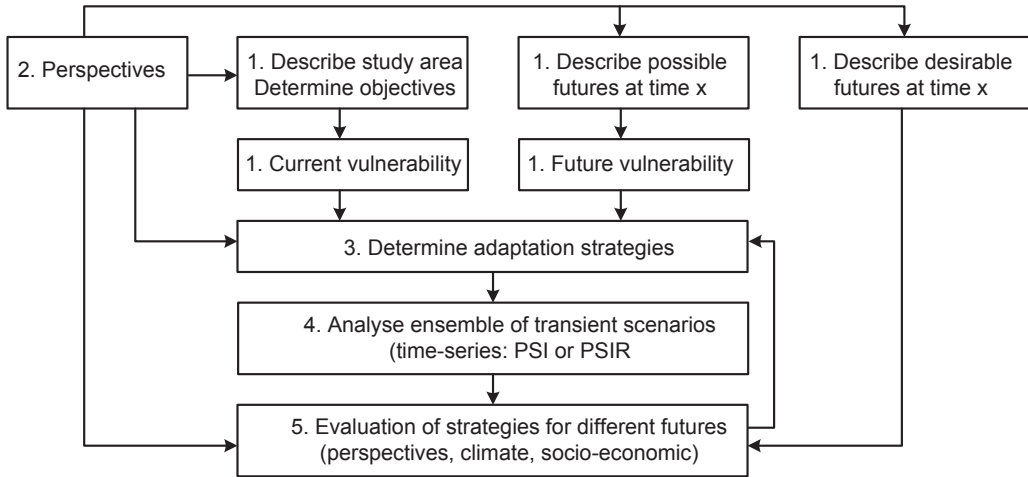 2. Perspectives
1. Describe study area
Determine objectives
1. Describe possible
futures at time x
1. Describe desirable
futures at time x
1. Current vulnerability
1. Future vulnerability
3. Determine adaptation strategies
4. Analyse ensemble of transient scenarios
(time-series: PSI or PSIR
5. Evaluation of strategies for different futures
(perspectives, climate, socio-economic)